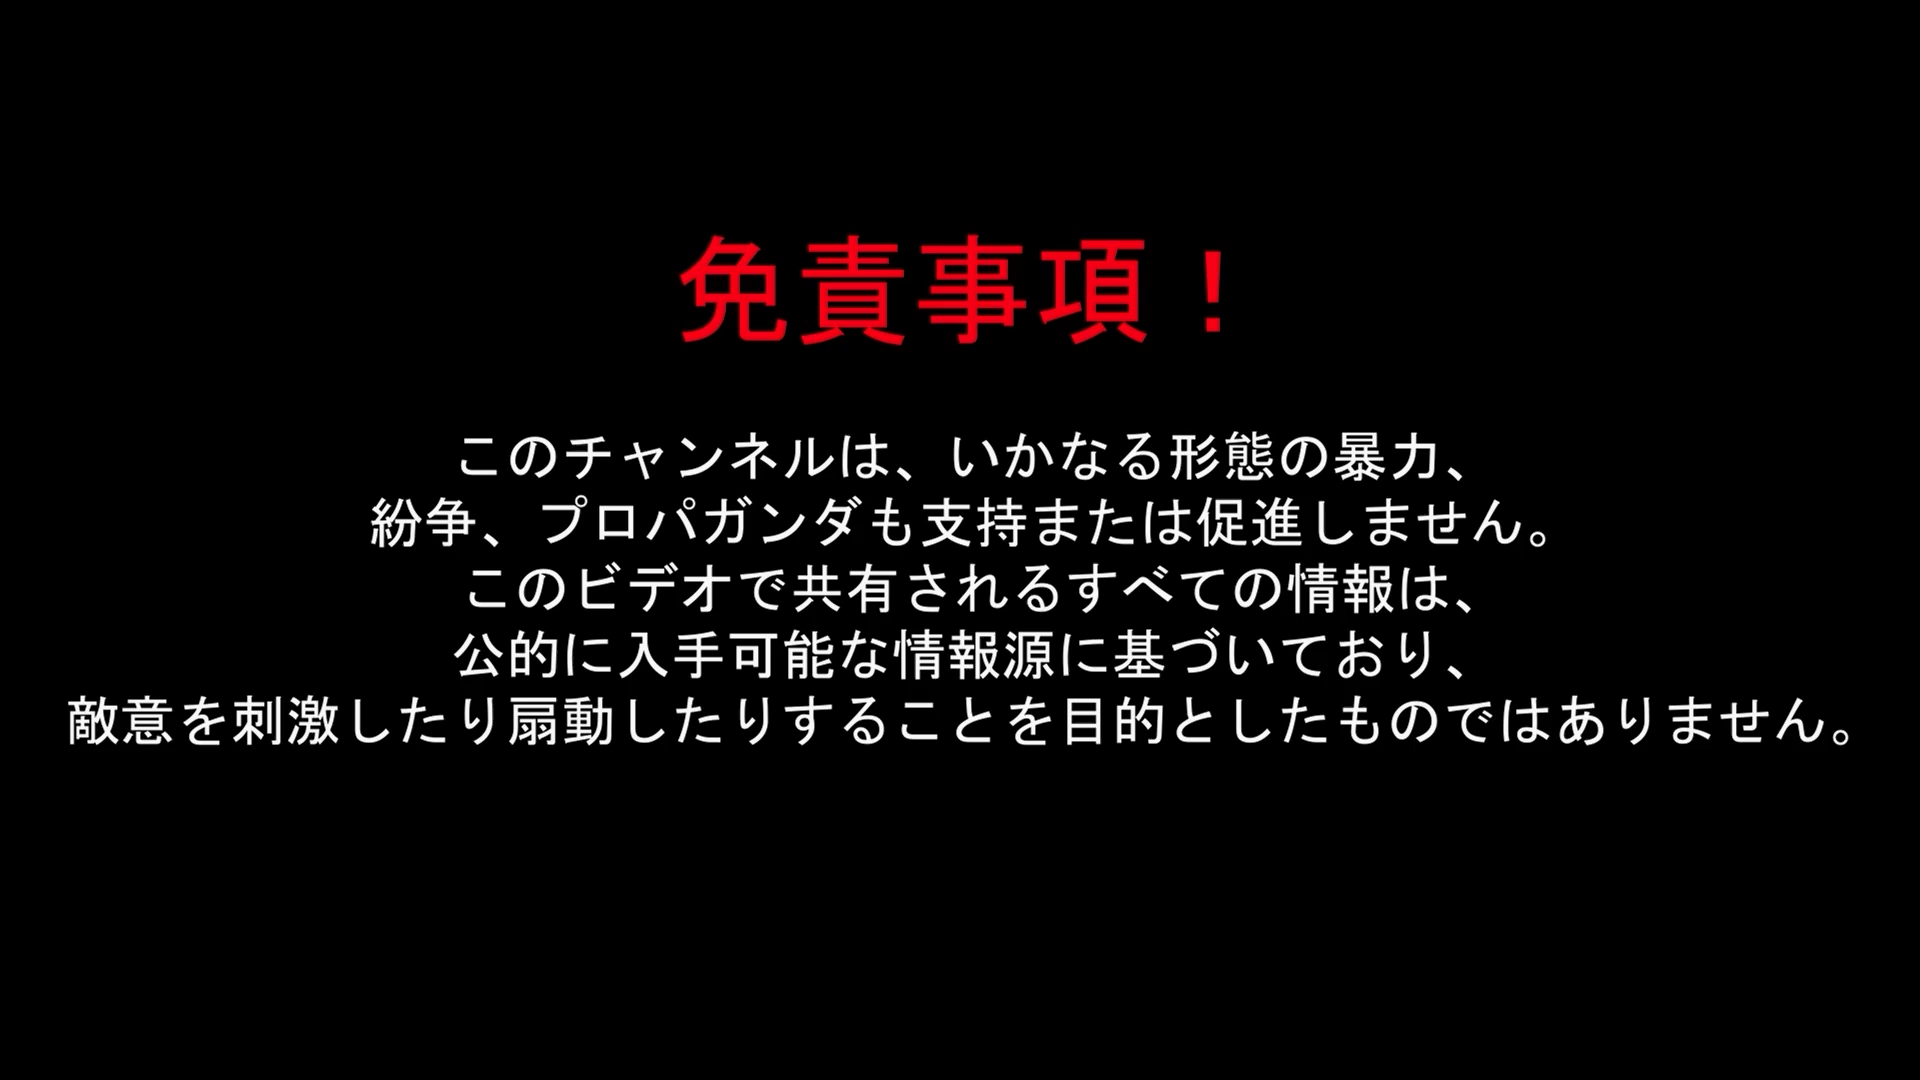 免責事項！
このチャンネルは、いかなる形態の暴力、
紛争、プロパガンダも支持または促進しません。
このビデオで共有されるすべての情報は、
公的に入手可能な情報源に基づいており、
敵意を刺激したり扇動したりすることを目的としたものではありません。